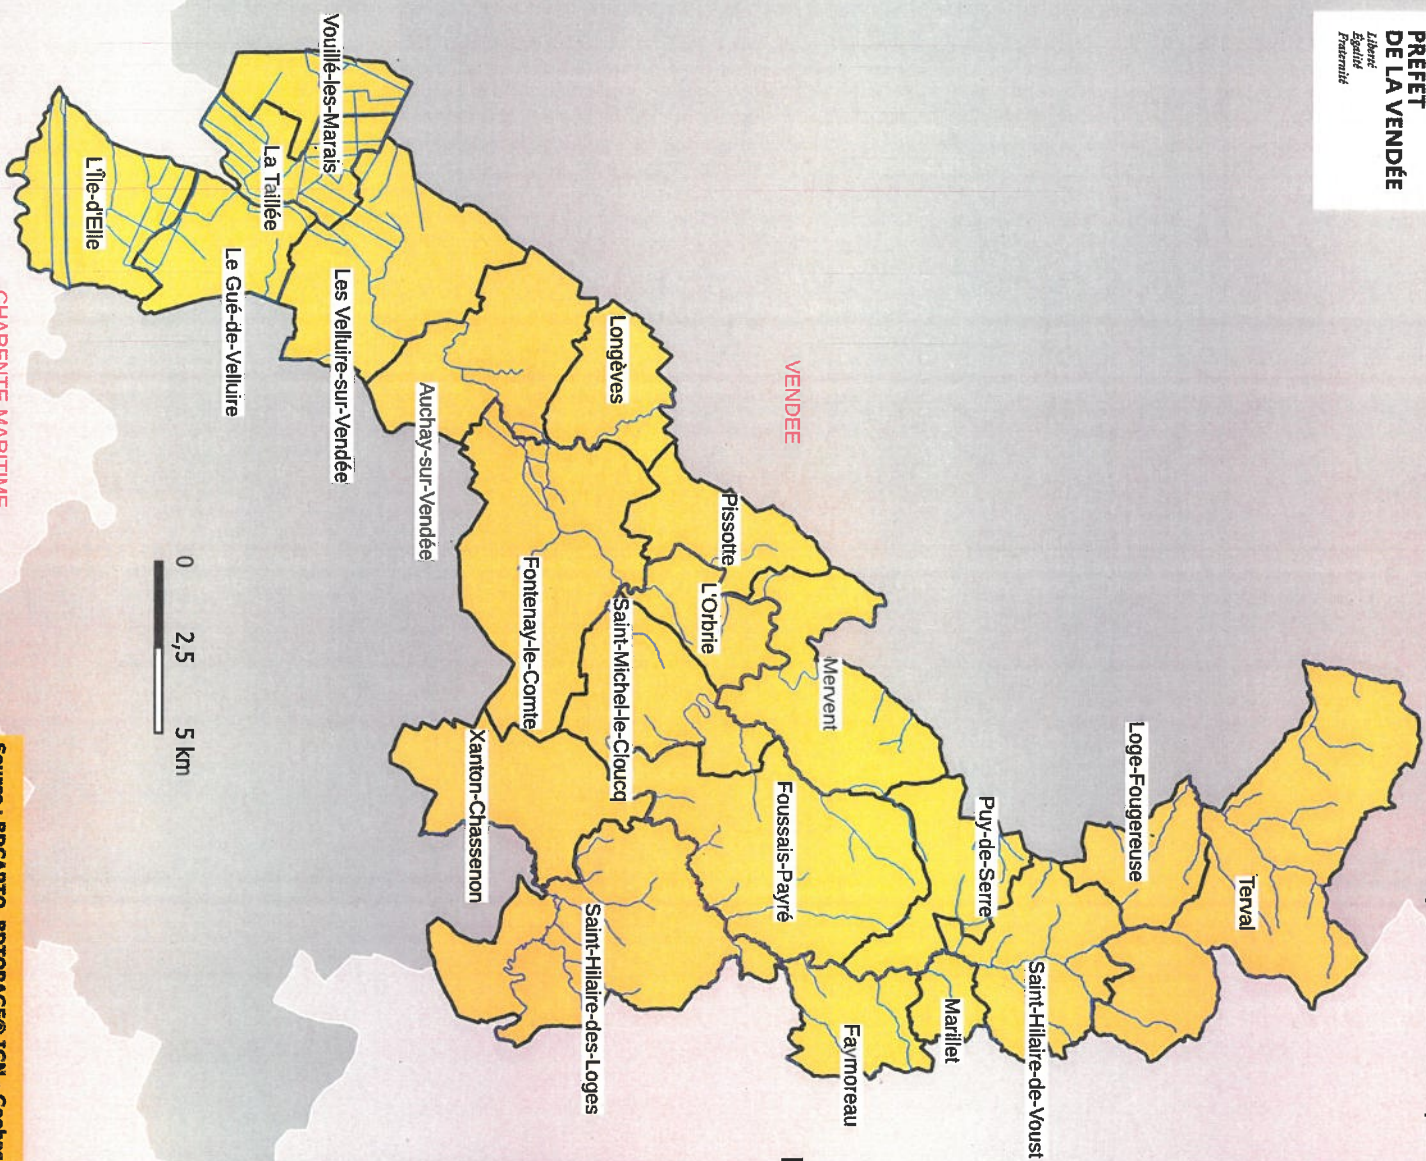 PRÉFET
DE LA VENDÉE
Liberté
Égalité
Fraternité
Terval
Loge-Fougereuse
Saint-Hilaire-de-Voust
Puy-de-Serre
Marillet
Faymoreau
Mervent
VENDEE
Foussais-Payré
Pissotte
L'Orbrie
Longèves
Saint-Michel-le-Cloucq
Saint-Hilaire-des-Loges
Fontenay-le-Comte
Xanton-Chassenon
Auchay-sur-Vendée
Vouillé-les-Marais
Les Velluire-sur-Vendée
La Taillée
Le Gué-de-Velluire
L'Île-d'Elle
0 2,5 5 km
CHARENTE-MARITIME